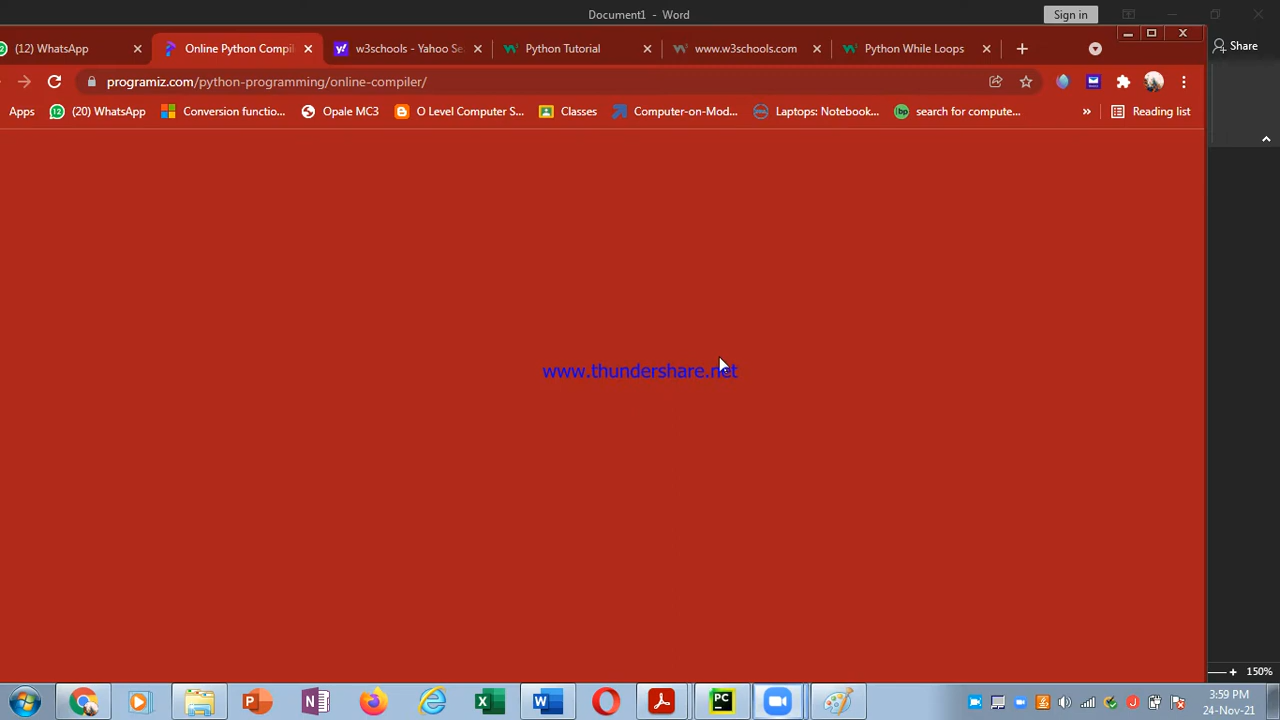 Document1 - Word
Sign in
Share
(12) WhatsApp
Online Python Compil
w3schools - Yahoo Se
Python Tutorial
www.w3schools.com
Python While Loops
programiz.com/python-programming/online-compiler/
Apps
(20) WhatsApp
Conversion functio...
Opale MC3
O Level Computer S...
Classes
Computer-on-Mod...
Laptops: Notebook...
search for compute...
»
Reading list
www.thundershare.net
150%
3:59 PM
24-Nov-21